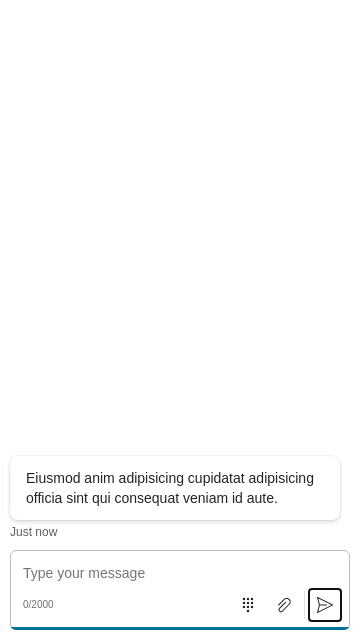 Eiusmod anim adipisicing cupidatat adipisicing
officia sint qui consequat veniam id aute.
Just now
Type your message
0/2000